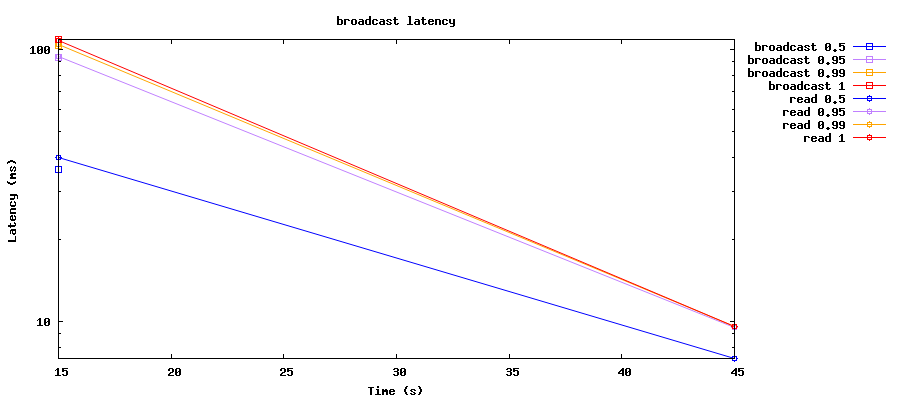 broadcast latency
broadcast 0.5
broadcast 0.95
broadcast 0.99
broadcast 1
read 0.5
read 0.95
read 0.99
read 1
Latency (ms)
100
10
15 20 25 30 35 40 45
Time (s)